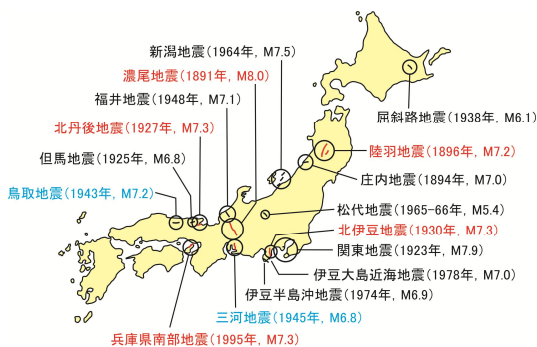 新潟地震(1964年, M7.5)
濃尾地震(1891年, M8.0)
福井地震(1948年, M7.1)
北丹後地震(1927年, M7.3)
但馬地震(1925年, M6.8)
鳥取地震(1943年, M7.2)
屈斜路地震(1938年, M6.1)
陸羽地震(1896年, M7.2)
庄内地震(1894年, M7.0)
松代地震(1965-66年, M5.4)
北伊豆地震(1930年, M7.3)
関東地震(1923年, M7.9)
伊豆大島近海地震(1978年, M7.0)
伊豆半島沖地震(1974年, M6.9)
三河地震(1945年, M6.8)
兵庫県南部地震(1995年, M7.3)